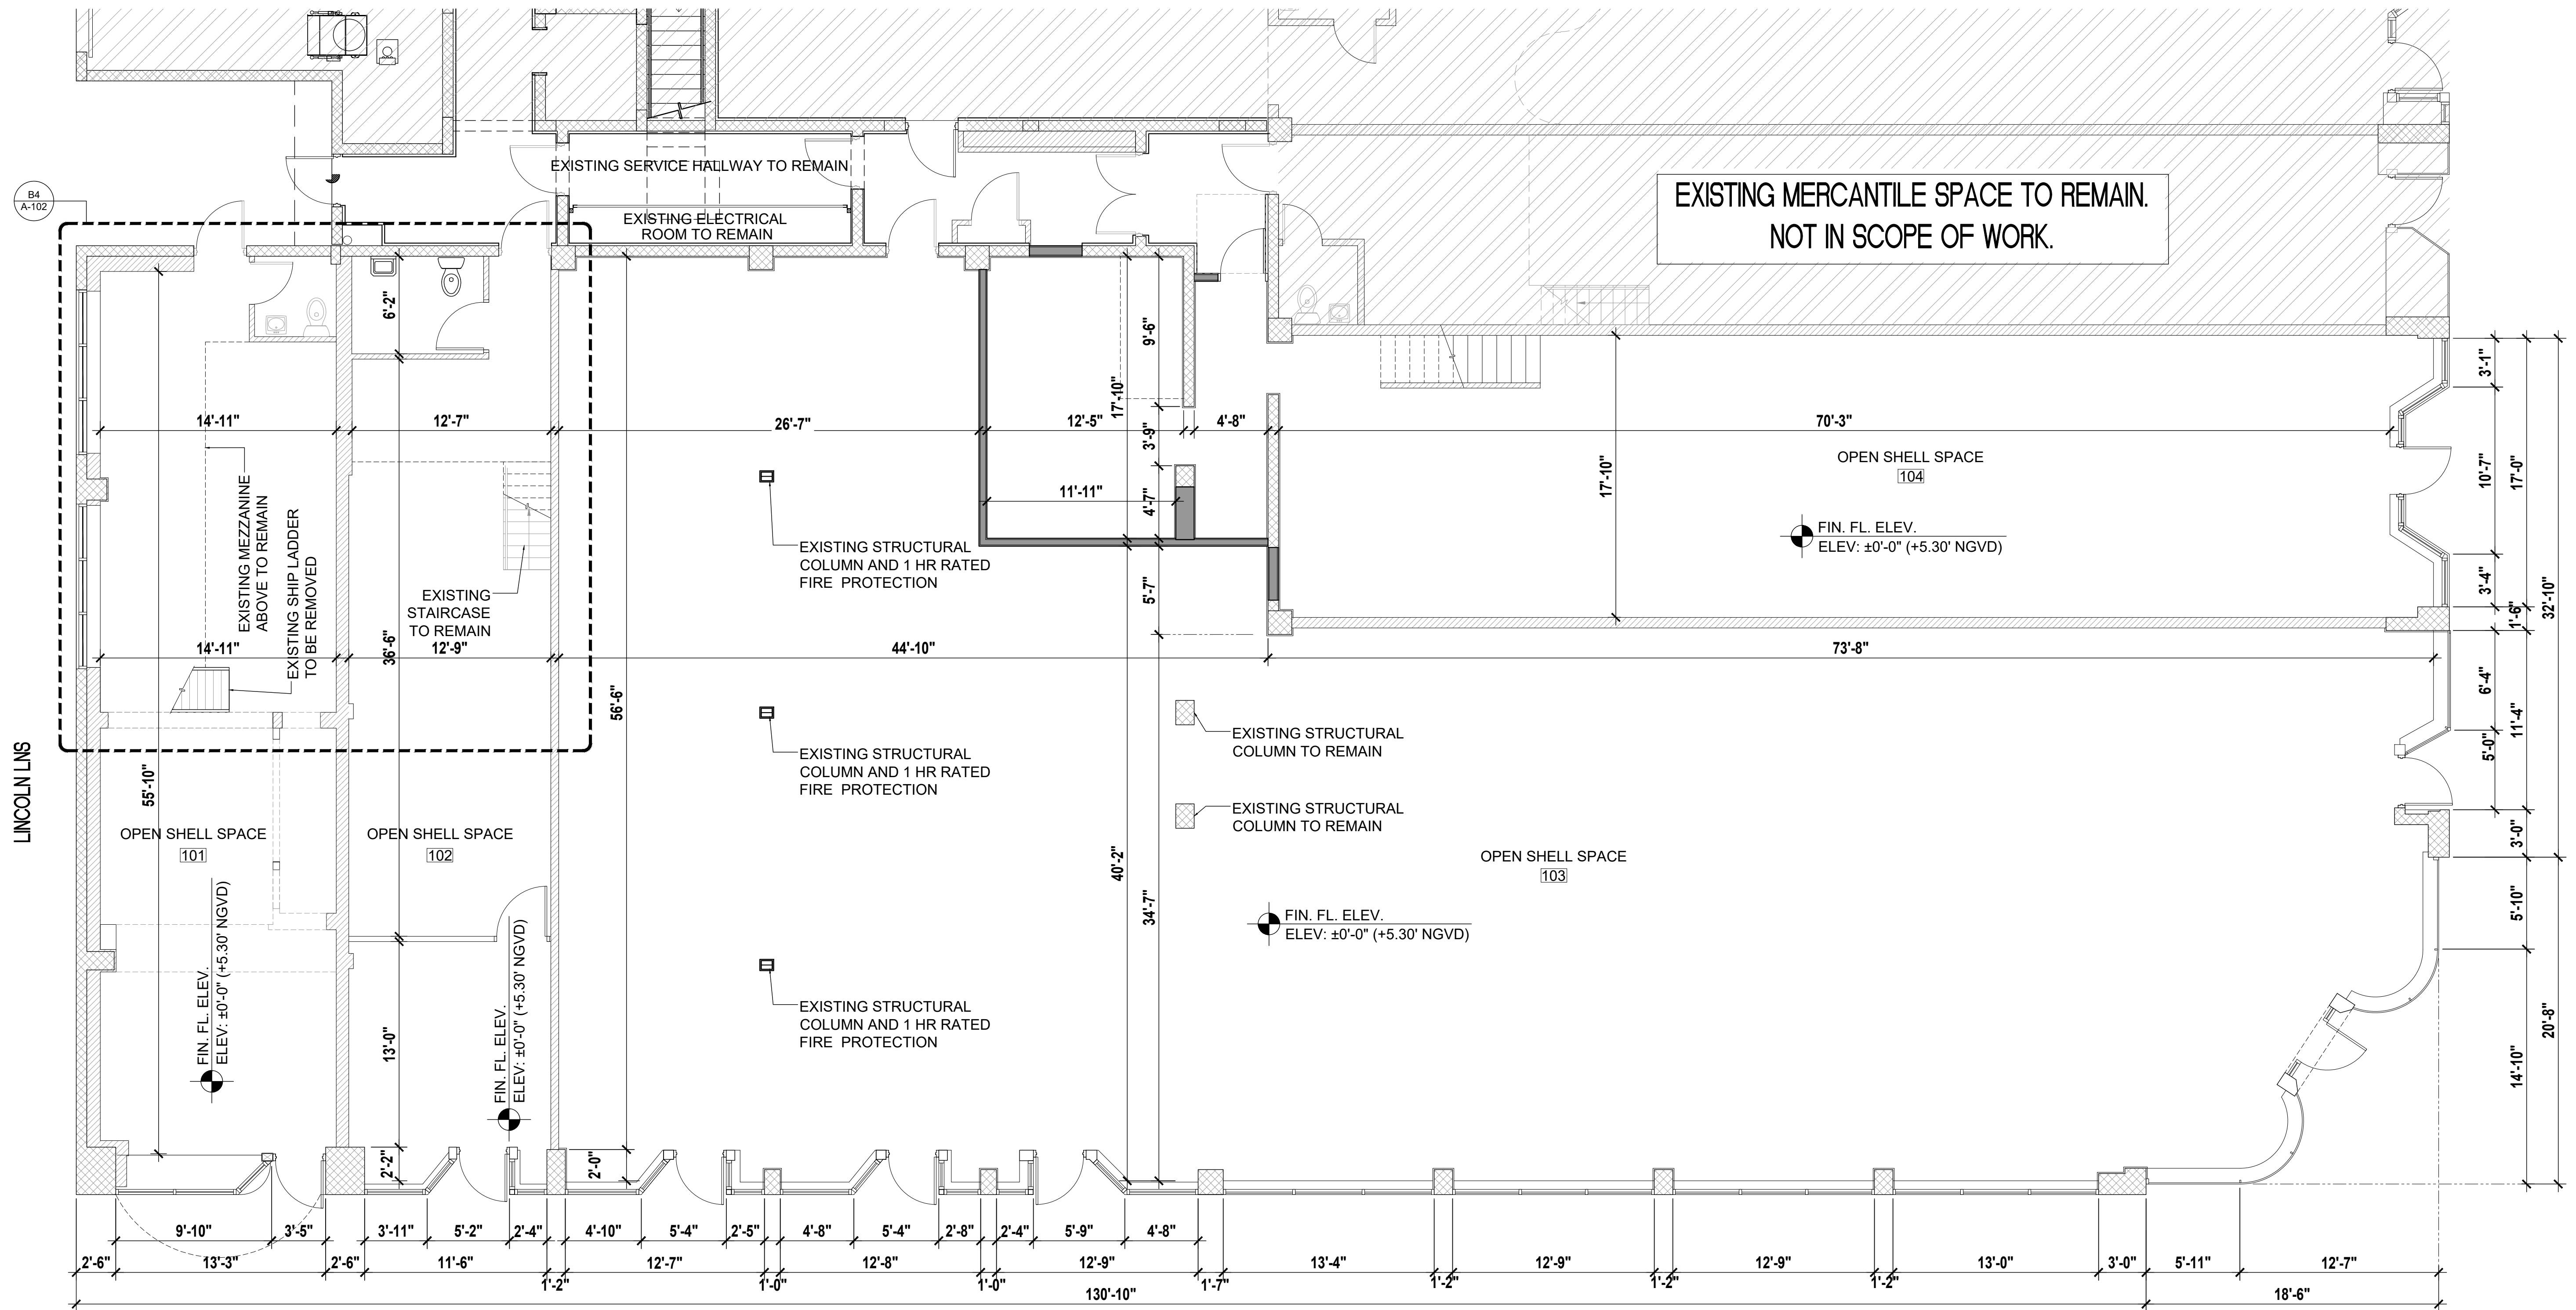 EXISTING SERVICE HALLWAY TO REMAIN
EXISTING MERCANTILE SPACE TO REMAIN.
NOT IN SCOPE OF WORK.
B4
A-102
EXISTING ELECTRICAL
ROOM TO REMAIN
6'-2"
9'-6"
17'-10"
3'-1"
14'-11"
12'-7"
26'-7"
12'-5"
4'-8"
70'-3"
3'-9"
OPEN SHELL SPACE
104
17'-10"
10'-7"
17'-0"
11'-11"
4'-7"
EXISTING MEZZANINE
ABOVE TO REMAIN
EXISTING SHIP LADDER
TO BE REMOVED
FIN. FL. ELEV.
ELEV: ±0'-0" (+5.30' NGVD)
EXISTING STRUCTURAL
COLUMN AND 1 HR RATED
FIRE PROTECTION
EXISTING
STAIRCASE
TO REMAIN
5'-7"
3'-4"
32'-10"
1'-6"
14'-11"
36'-6"
12'-9"
44'-10"
73'-8"
56'-6"
6'-4"
11'-4"
5'-0"
EXISTING STRUCTURAL
COLUMN TO REMAIN
EXISTING STRUCTURAL
COLUMN AND 1 HR RATED
FIRE PROTECTION
LINCOLN LNS
55'-10"
EXISTING STRUCTURAL
COLUMN TO REMAIN
OPEN SHELL SPACE
101
OPEN SHELL SPACE
102
3'-0"
40'-2"
34'-7"
OPEN SHELL SPACE
103
FIN. FL. ELEV.
ELEV: ±0'-0" (+5.30' NGVD)
5'-10"
FIN. FL. ELEV.
ELEV: ±0'-0" (+5.30' NGVD)
FIN. FL. ELEV.
ELEV: ±0'-0" (+5.30' NGVD)
EXISTING STRUCTURAL
COLUMN AND 1 HR RATED
FIRE PROTECTION
13'-0"
20'-8"
14'-10"
2'-2"
2'-0"
9'-10"
3'-5"
3'-11"
5'-2"
2'-4"
4'-10"
5'-4"
2'-5"
4'-8"
5'-4"
2'-8"
2'-4"
5'-9"
4'-8"
2'-6"
13'-3"
2'-6"
11'-6"
1'-2"
12'-7"
1'-0"
12'-8"
1'-0"
12'-9"
1'-7"
13'-4"
1'-2"
12'-9"
1'-2"
12'-9"
1'-2"
13'-0"
3'-0"
5'-11"
12'-7"
130'-10"
18'-6"